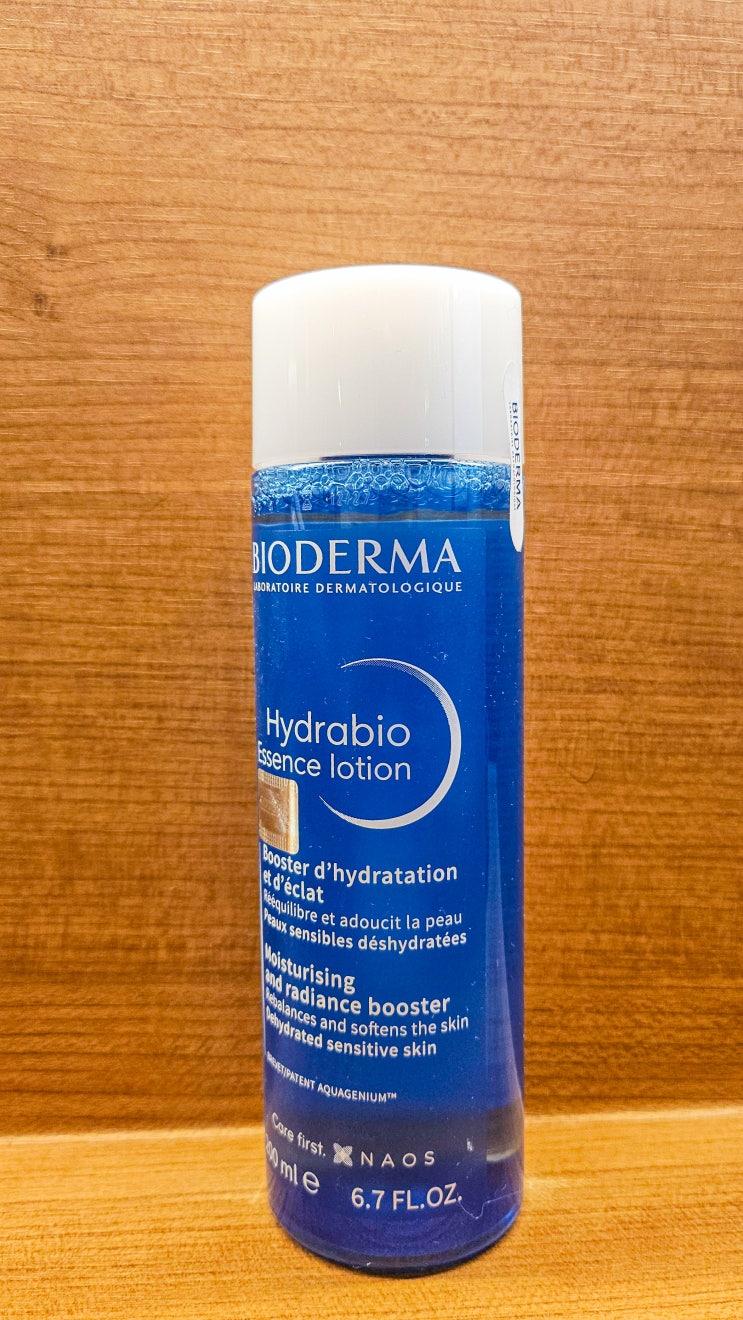 BIODERMA
LABORATOIRE DERMATOLOGIQUE
Hydrabio
Essence lotion
Booster d'hydratation
et d'éclat
Rééquilibre et adoucit la peau
Peaux sensibles déshydratées
Moisturising
and radiance booster
Rebalances and softens the skin
Dehydrated sensitive skin
BREVET/PATENT AQUAGENIUM™
Care first. NAOS
200 ml ℮ 6.7 FL.OZ.
BIODERMA